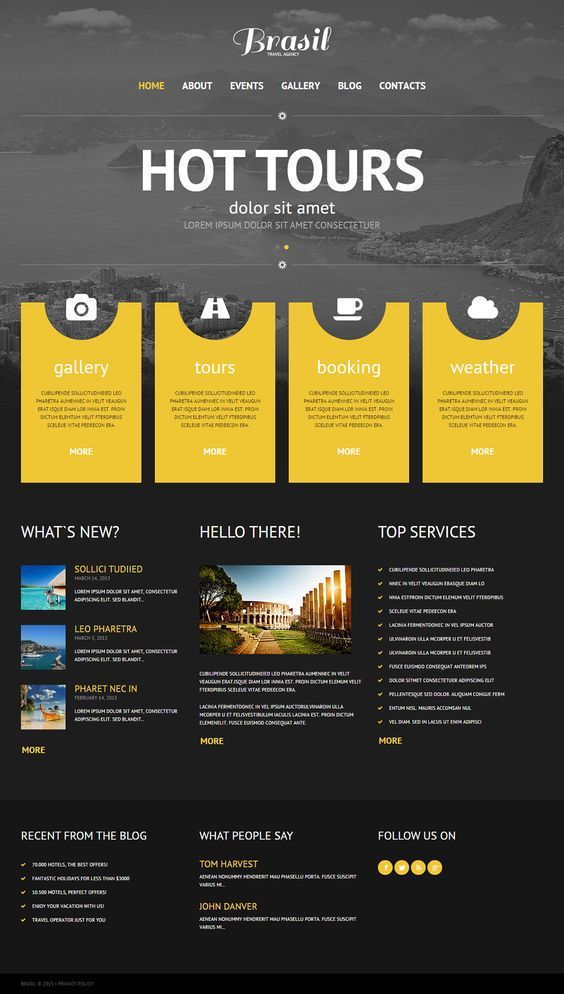 Brasil
TRAVEL AGENCY
HOME ABOUT EVENTS GALLERY BLOG CONTACTS
HOT TOURS
dolor sit amet
LOREM IPSUM DOLOR SIT AMET CONSECTETUER
gallery
CUBILIPENDE SOLLICITUDINEIED LEO
PHARETRA AUMENNEC IN VELIT VEAUGUN
ERAT.ISQUE DIAM LOR INNIA EST. PROIN
DICTUM ELEMEN VELIT FTERDPIBUS
SCELEUE VITAE PEDEECON ERA.
MORE
tours
CUBILIPENDE SOLLICITUDINEIED LEO
PHARETRA AUMENNEC IN VELIT VEAUGUN
ERAT.ISQUE DIAM LOR INNIA EST. PROIN
DICTUM ELEMEN VELIT FTERDPIBUS
SCELEUE VITAE PEDEECON ERA.
MORE
booking
CUBILIPENDE SOLLICITUDINEIED LEO
PHARETRA AUMENNEC IN VELIT VEAUGUN
ERAT.ISQUE DIAM LOR INNIA EST. PROIN
DICTUM ELEMEN VELIT FTERDPIBUS
SCELEUE VITAE PEDEECON ERA.
MORE
weather
CUBILIPENDE SOLLICITUDINEIED LEO
PHARETRA AUMENNEC IN VELIT VEAUGUN
ERAT.ISQUE DIAM LOR INNIA EST. PROIN
DICTUM ELEMEN VELIT FTERDPIBUS
SCELEUE VITAE PEDEECON ERA.
MORE
WHAT`S NEW?
SOLLICI TUDIIED
MARCH 14, 2013
LOREM IPSUM DOLOR SIT AMET, CONSECTETUR
ADIPISCING ELIT. SED BLANDIT...
LEO PHARETRA
MARCH 5, 2013
LOREM IPSUM DOLOR SIT AMET, CONSECTETUR
ADIPISCING ELIT. SED BLANDIT...
PHARET NEC IN
FEBRUARY 14, 2013
LOREM IPSUM DOLOR SIT AMET, CONSECTETUR
ADIPISCING ELIT. SED BLANDIT...
MORE
HELLO THERE!
CUBILIPENDE SOLLICITUDINEIED LEO PHARETRA AUMENNEC IN VELIT
VEAUGUN ERAT.ISQUE DIAM LOR INNIA EST. PROIN DICTUM ELEMUN VELIT
FTERDPIBUS SCELEUE VITAE PEDEECON ERA.
LACINIA FERMENTDONEC IN VEL IPSUM AUCTORULVINAROIN ULLA
MCORPER U ET FELISVESTIBULUM IACULIS LACINIA EST. PROIN DICTUM
ELEMENELIT. FUSCE EUISMOD CONSEQUAT ANTE.
MORE
TOP SERVICES
CUBILIPENDE SOLLICITUDINEIED LEO PHARETRA
NNEC IN VELIT VEAUGUN ERASQUE DIAM LO
NNIA ESTPROIN DICTUM ELEMUN VELIT FTERDPIBUS
SCELEUE VITAE PEDEECON ERA
LACINIA FERMENTDONEC IN VEL IPSUM AUCTOR
ULVINAROIN ULLA MCORPER U ET FELISVESTIB
ULVINAROIN ULLA MCORPER U ET FELISVESTIB
FUSCE EUISMOD CONSEQUAT ANTEOREM IPS
DOLOR SITMET CONSECTETUER ADIPISCING ELIT
PELLENTESQUE SED DOLOR. ALIQUAM CONGUE FERM
ENTUM NISL. MAURIS ACCUMSAN NUL
VEL DIAM. SED IN LACUS UT ENIM ADIPISCI
MORE
RECENT FROM THE BLOG
70.000 HOTELS, THE BEST OFFERS!
FANTASTIC HOLIDAYS FOR LESS THAN $3000
10.500 HOTELS, PERFECT OFFERS!
ENJOY YOUR VACATION WITH US!
TRAVEL OPERATOR JUST FOR YOU
WHAT PEOPLE SAY
TOM HARVEST
AENEAN NONUMMY HENDRERIT MAU PHASELLU PORTA. FUSCE SUSCIPIT
VARIUS MI...
JOHN DANVER
AENEAN NONUMMY HENDRERIT MAU PHASELLU PORTA. FUSCE SUSCIPIT
VARIUS MI...
FOLLOW US ON
BRASIL © 2013 • PRIVACY POLICY